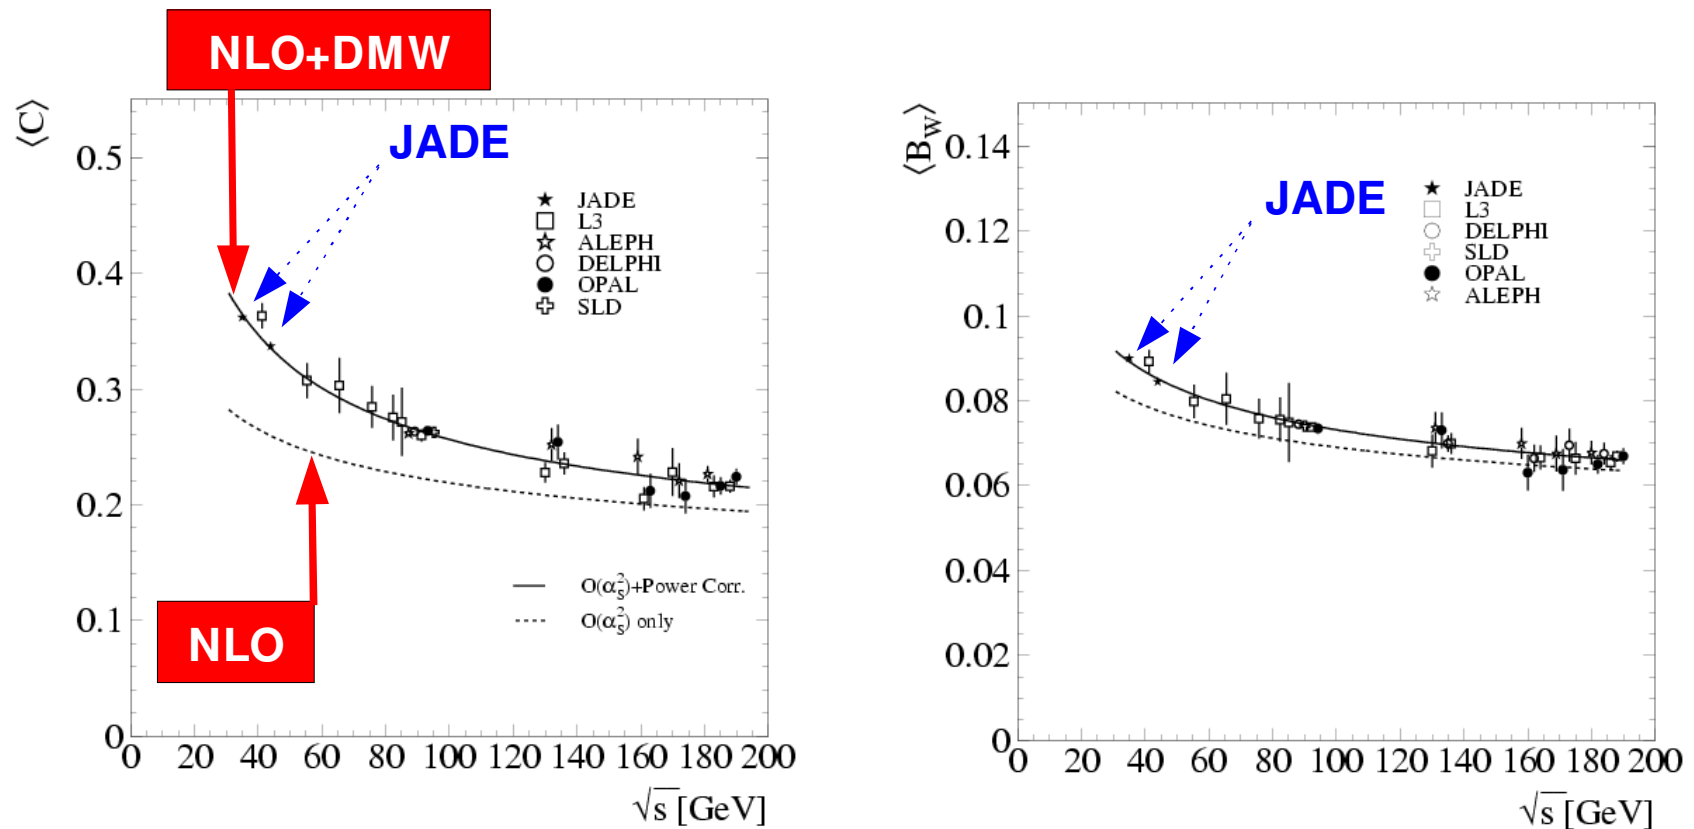 NLO+DMW
⟨C⟩
JADE
0.5
0.4
0.3
0.2
0.1
0
JADE
L3
ALEPH
DELPHI
OPAL
SLD
O(α_S^2)+Power Corr.
O(α_S^2) only
NLO
0 20 40 60 80 100 120 140 160 180 200
√s [GeV]
⟨B_W⟩
JADE
0.14
0.12
0.1
0.08
0.06
0.04
0.02
0
JADE
L3
DELPHI
SLD
OPAL
ALEPH
0 20 40 60 80 100 120 140 160 180 200
√s [GeV]